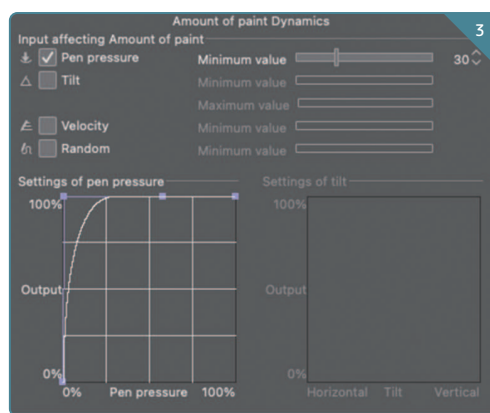 Amount of paint Dynamics
3
Input affecting Amount of paint
Pen pressure Minimum value 30
Tilt Minimum value
Maximum value
Velocity Minimum value
Random Minimum value
Settings of pen pressure Settings of tilt
100% 100%
Output Output
0% 0%
0% Pen pressure 100% Horizontal Tilt Vertical